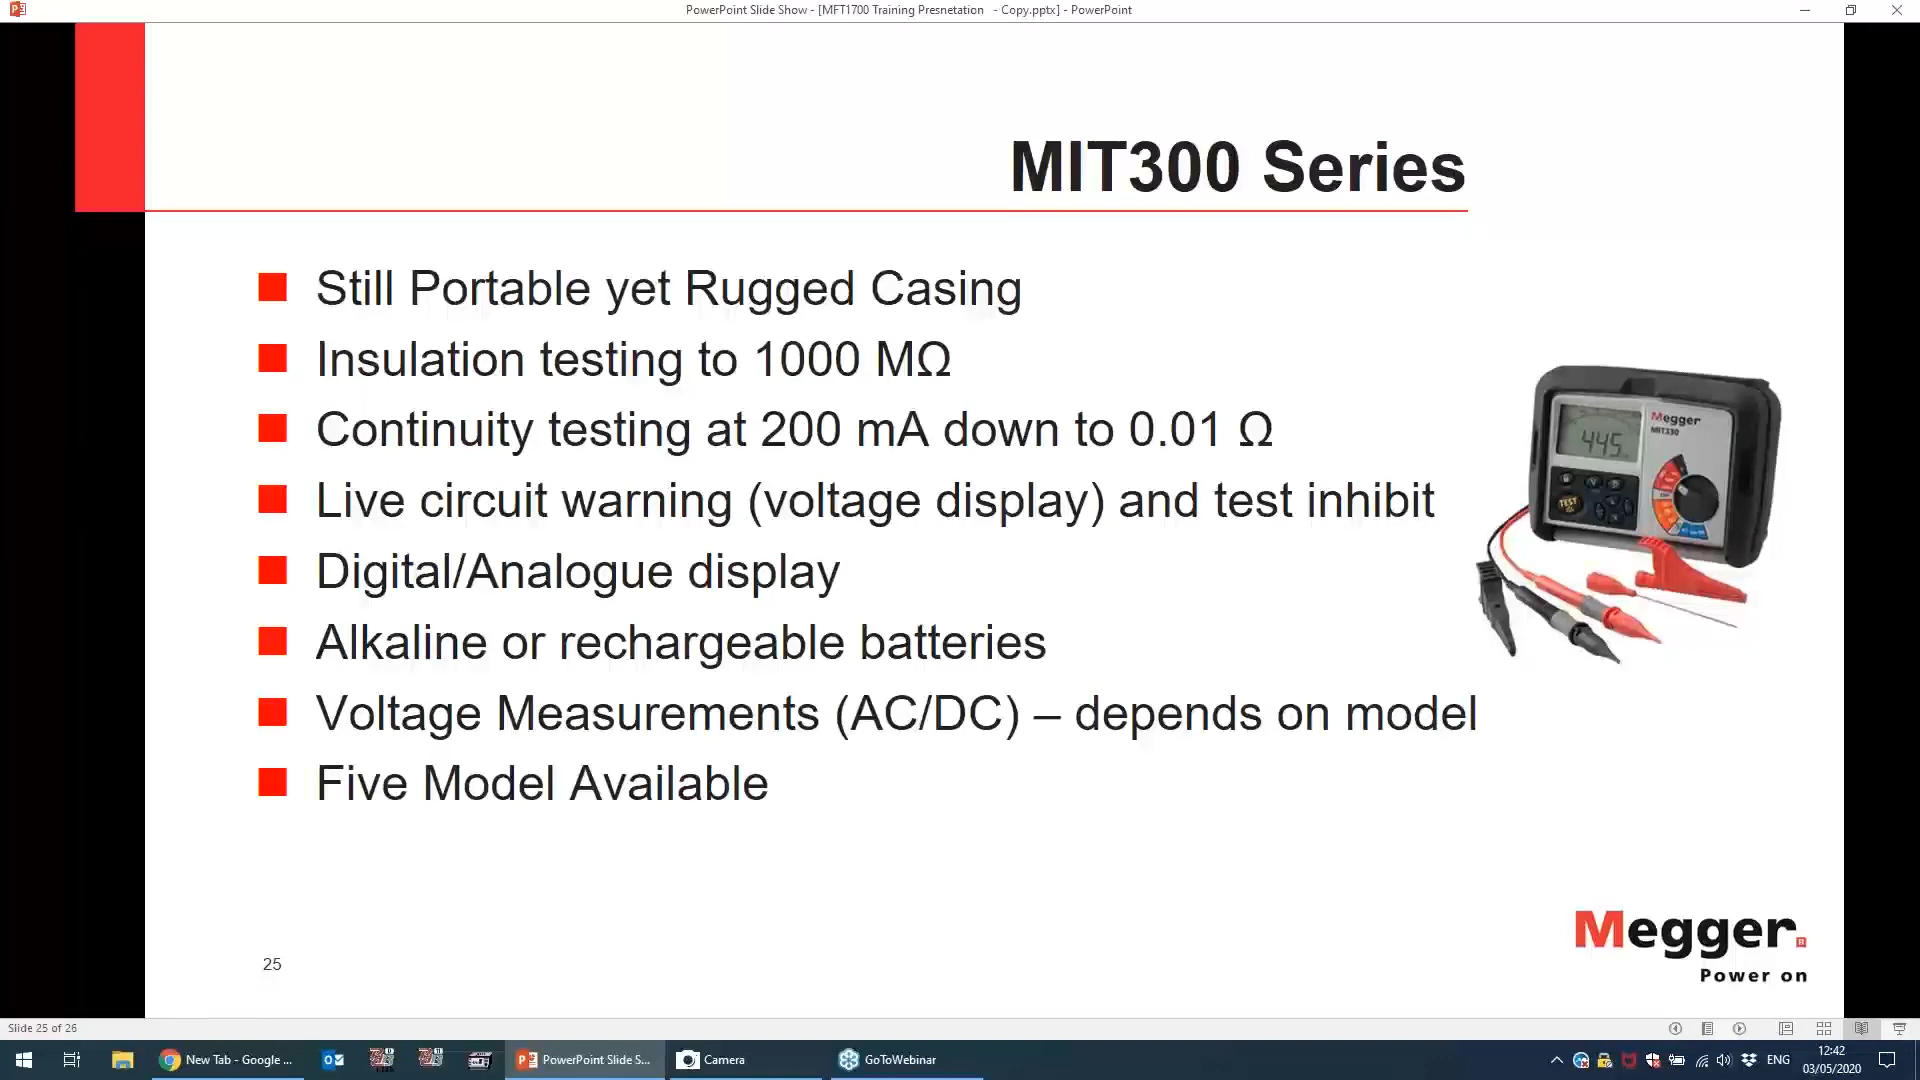 PowerPoint Slide Show - [MFT1700 Training Presnetation - Copy.pptx] - PowerPoint
MIT300 Series
Still Portable yet Rugged Casing
Insulation testing to 1000 MΩ
Continuity testing at 200 mA down to 0.01 Ω
Live circuit warning (voltage display) and test inhibit
Digital/Analogue display
Alkaline or rechargeable batteries
Voltage Measurements (AC/DC) – depends on model
Five Model Available
Megger
MIT330
445
TEST
25
Megger
Power on
Slide 25 of 26
New Tab - Google ...
PowerPoint Slide S...
Camera
GoToWebinar
ENG
12:42
03/05/2020